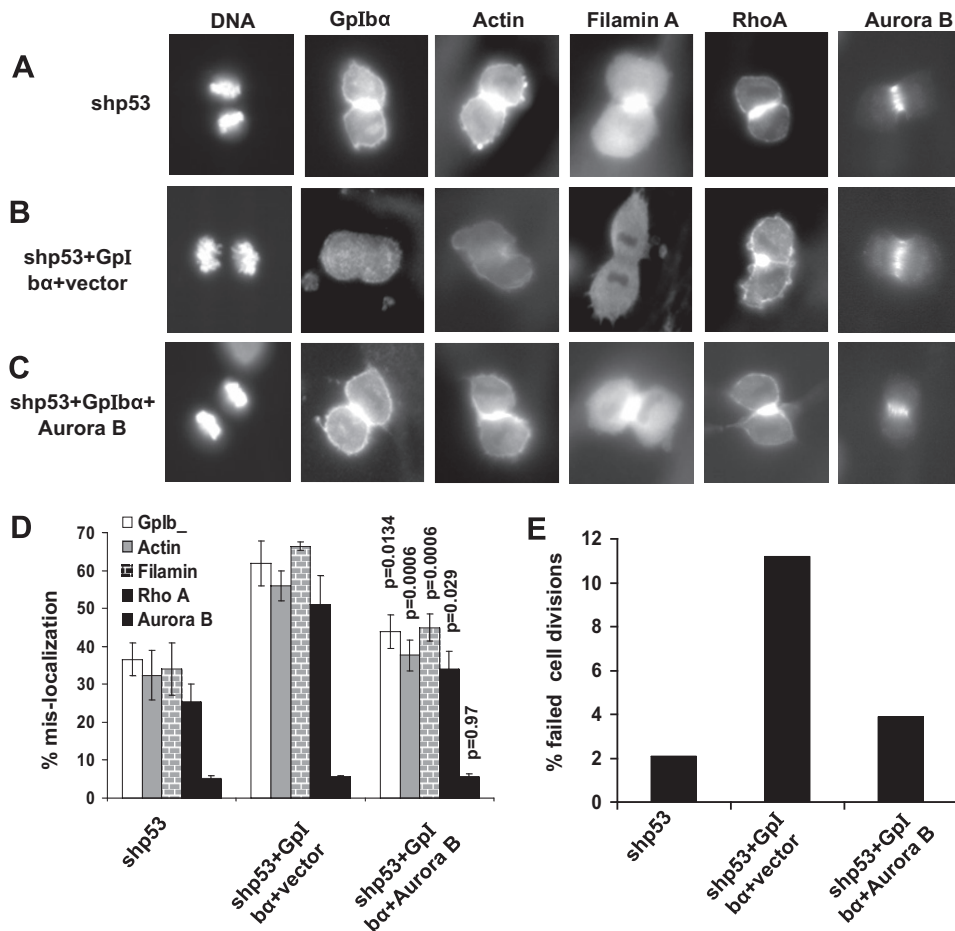 DNA GpIbα Actin Filamin A RhoA Aurora B
A
shp53
B
shp53+GpI
bα+vector
C
shp53+GpIbα+
Aurora B
D
GpIb_
Actin
Filamin
Rho A
Aurora B
% mis-localization
70
60
50
40
30
20
10
0
p=0.0134
p=0.0006
p=0.0006
p=0.029
p=0.97
shp53
shp53+GpI
bα+vector
shp53+GpI
bα+Aurora B
E
% failed cell divisions
12
10
8
6
4
2
0
shp53
shp53+GpI
bα+vector
shp53+GpI
bα+Aurora B